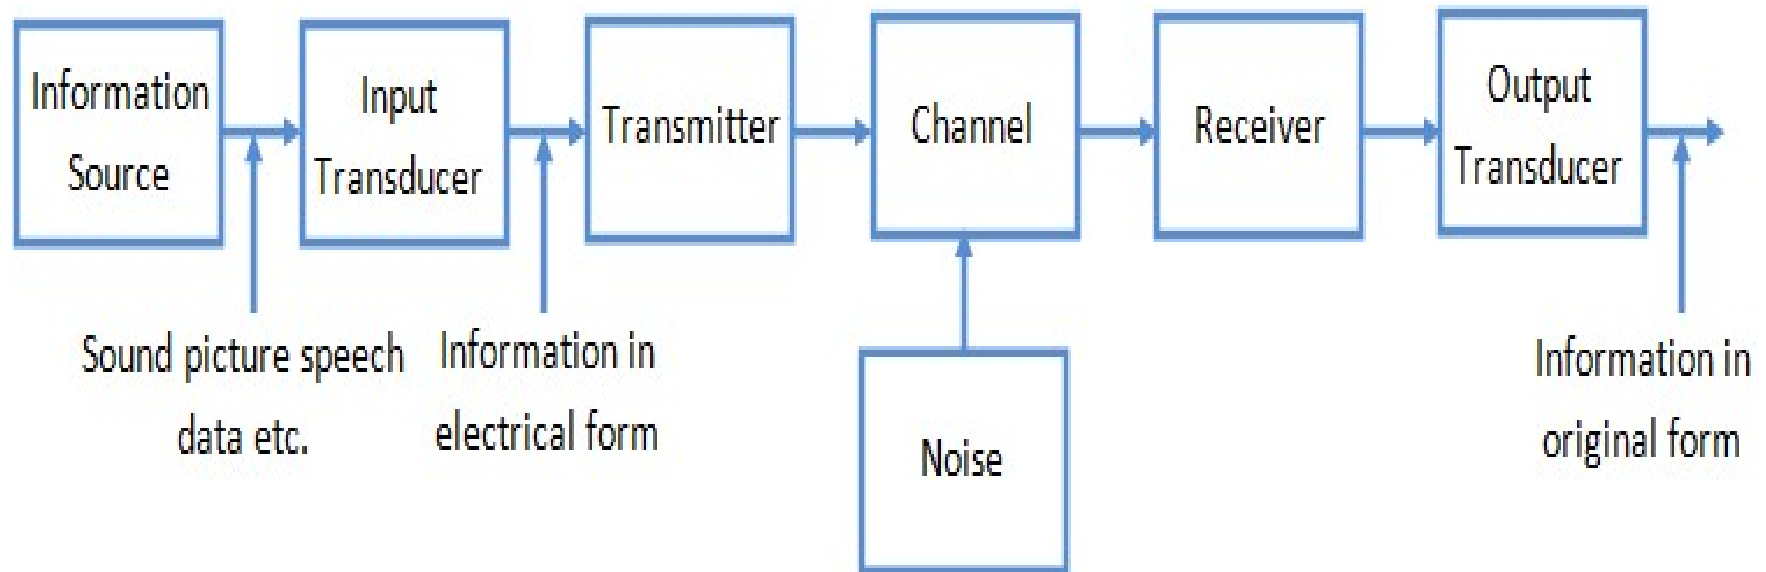 Information
Source
Input
Transducer
Transmitter
Channel
Receiver
Output
Transducer
Sound picture speech
data etc.
Information in
electrical form
Noise
Information in
original form